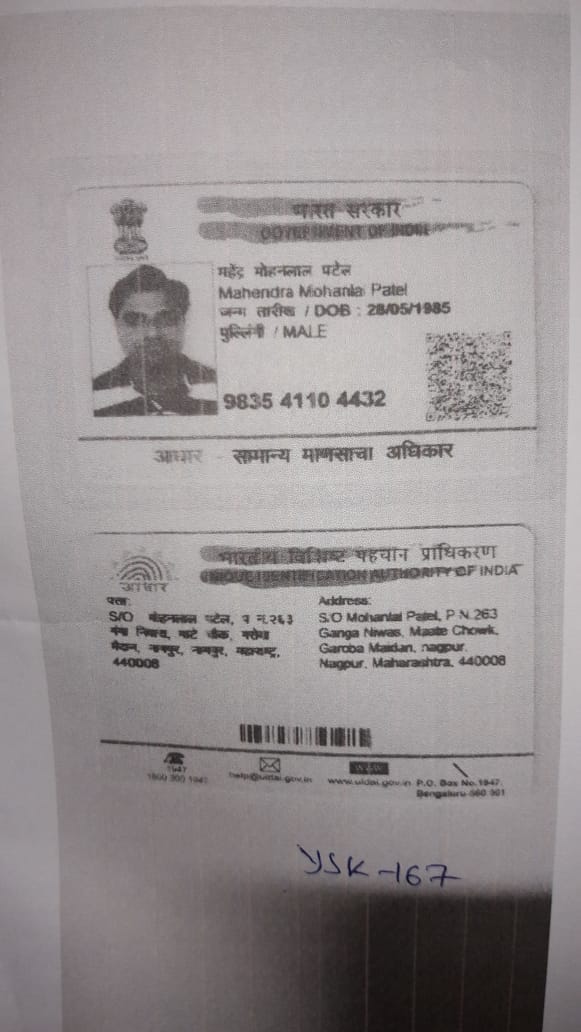 भारत सरकार
GOVERNMENT OF INDIA
महेंद्र मोहनलाल पटेल
Mahendra Mohanlal Patel
जन्म तारीख / DOB : 28/05/1985
पुल्लिंगी / MALE
9835 4110 4432
आधार - सामान्य माणसाचा अधिकार
भारतीय विशिष्ट पहचान प्राधिकरण
UNIQUE IDENTIFICATION AUTHORITY OF INDIA
आधार
पत्ता:
S/O मोहनलाल पटेल, प न.२६३
गंगा निवास, माटे चौक, गरोबा
मैदान, नागपुर, नागपुर, महाराष्ट्र,
440008
Address:
S/O Mohanlal Patel, P N.263
Ganga Niwas, Maate Chowk,
Garoba Maidan, nagpur,
Nagpur, Maharashtra, 440008
1947
1800 300 1947
help@uidai.gov.in
www
www.uidai.gov.in
P.O. Box No.1947,
Bengaluru-560 001
YSK-167